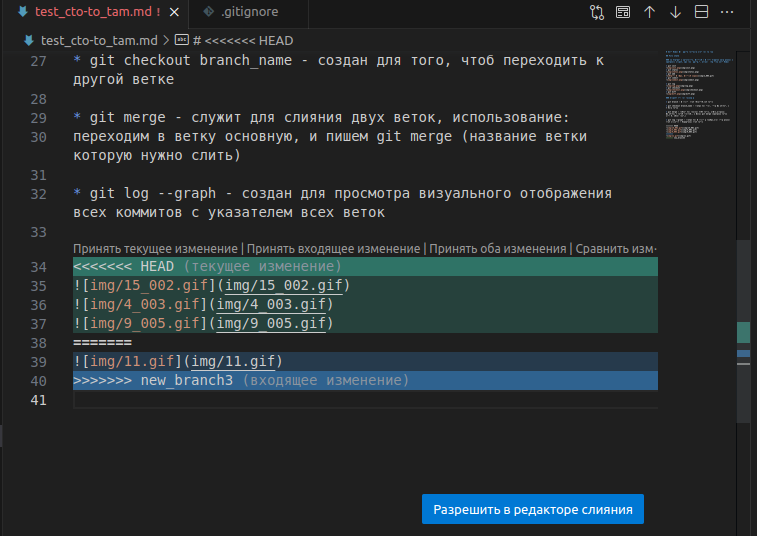 test_cto-to_tam.md !
.gitignore
test_cto-to_tam.md > # <<<<<<< HEAD
27 * git checkout branch_name - создан для того, чтоб переходить к
другой ветке
28
29 * git merge - служит для слияния двух веток, использование:
30 переходим в ветку основную, и пишем git merge (название ветки
которую нужно слить)
31
32 * git log --graph - создан для просмотра визуального отображения
всех коммитов с указателем всех веток
33
Принять текущее изменение | Принять входящее изменение | Принять оба изменения | Сравнить изм
34 <<<<<<< HEAD (текущее изменение)
35 ![img/15_002.gif](img/15_002.gif)
36 ![img/4_003.gif](img/4_003.gif)
37 ![img/9_005.gif](img/9_005.gif)
38 =======
39 ![img/11.gif](img/11.gif)
40 >>>>>>> new_branch3 (входящее изменение)
41
Разрешить в редакторе слияния